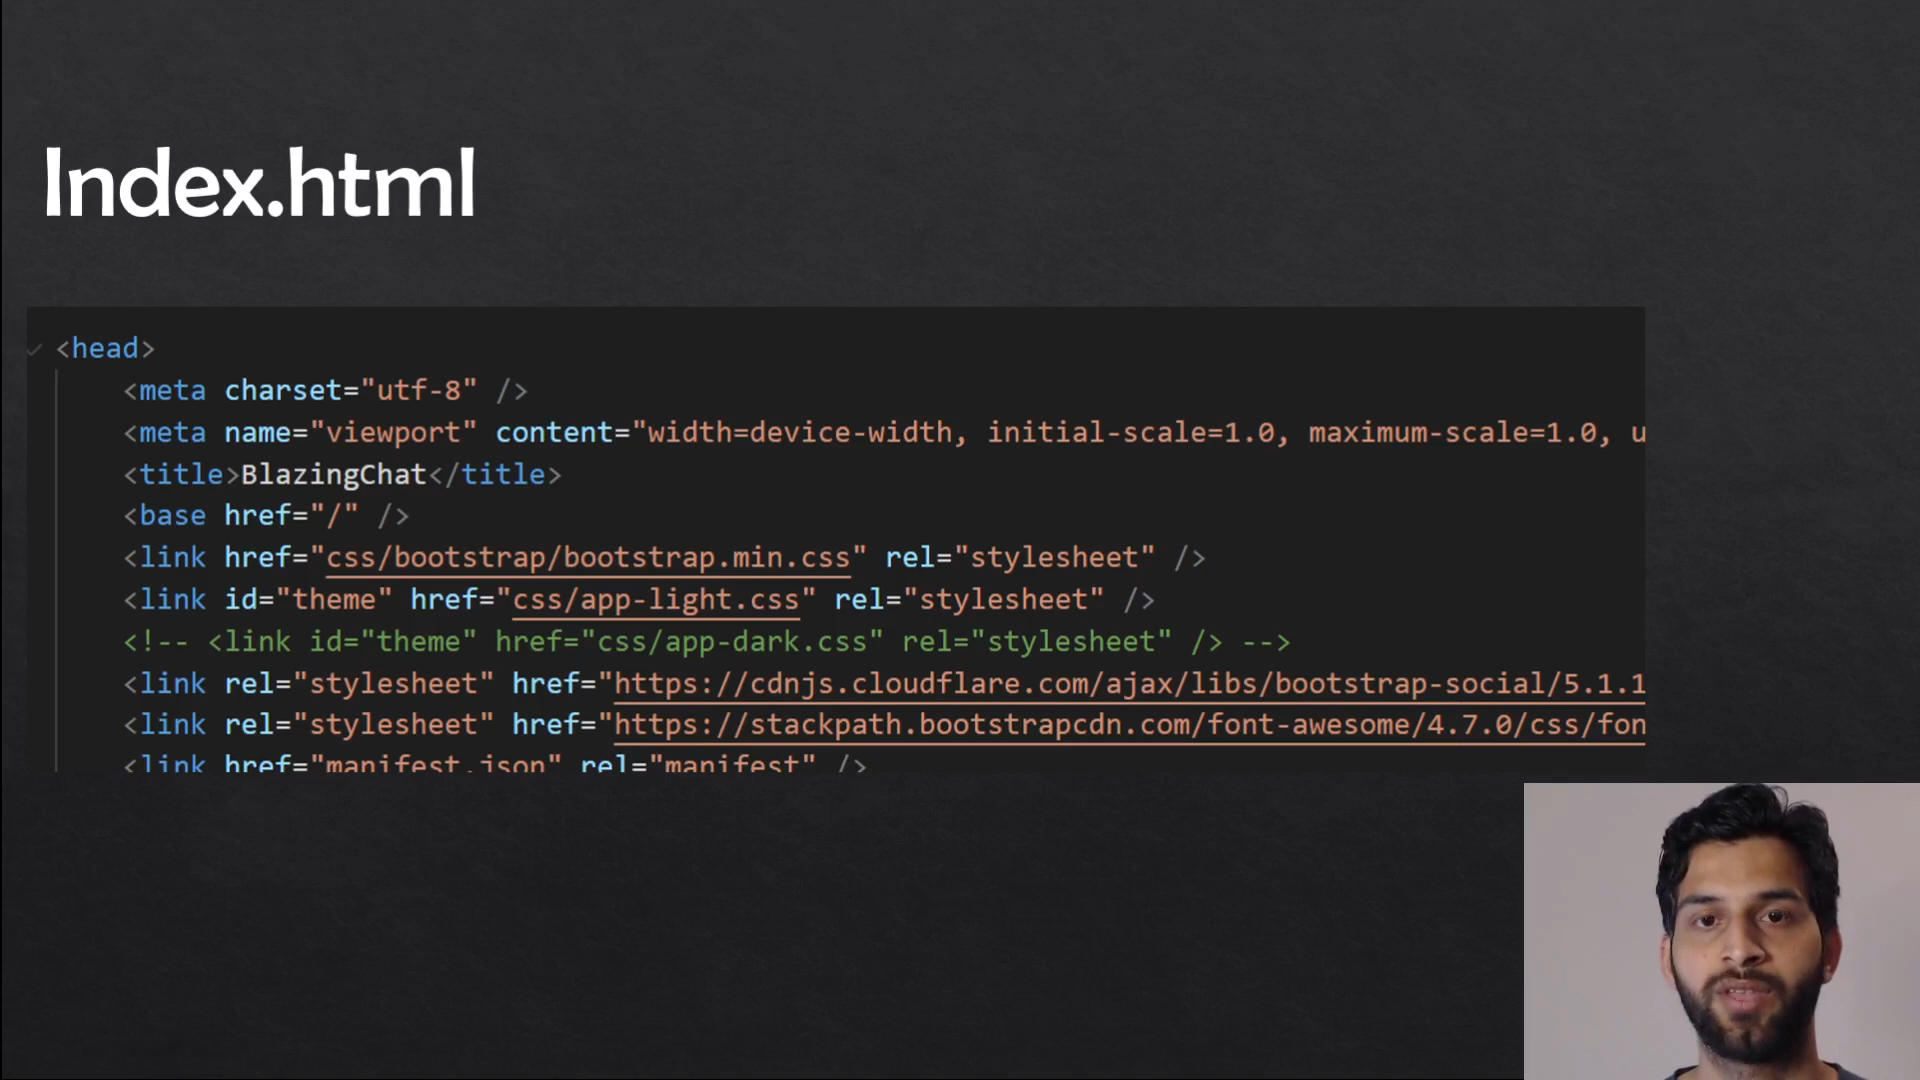 Index.html
<head>
<meta charset="utf-8" />
<meta name="viewport" content="width=device-width, initial-scale=1.0, maximum-scale=1.0, u
<title>BlazingChat</title>
<base href="/" />
<link href="css/bootstrap/bootstrap.min.css" rel="stylesheet" />
<link id="theme" href="css/app-light.css" rel="stylesheet" />
<!-- <link id="theme" href="css/app-dark.css" rel="stylesheet" /> -->
<link rel="stylesheet" href="https://cdnjs.cloudflare.com/ajax/libs/bootstrap-social/5.1.1
<link rel="stylesheet" href="https://stackpath.bootstrapcdn.com/font-awesome/4.7.0/css/fon
<link href="manifest.json" rel="manifest" />